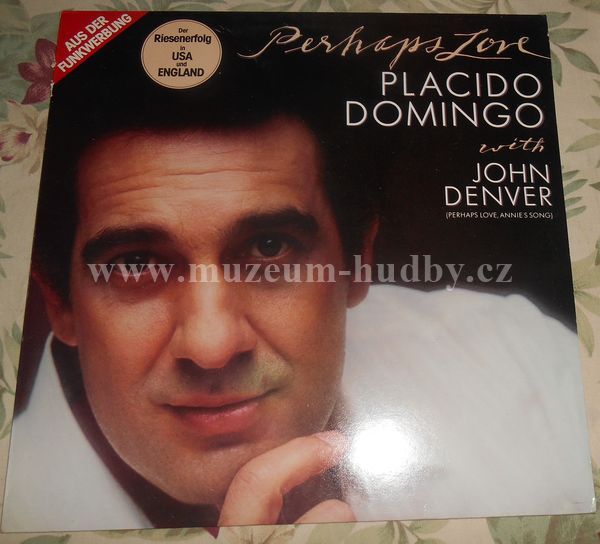 AUS DER
FUNKWERBUNG
Der
Riesenerfolg
in
USA
und
ENGLAND
Perhaps Love
PLACIDO
DOMINGO
with
JOHN
DENVER
(PERHAPS LOVE, ANNIE'S SONG)
www.muzeum-hudby.cz